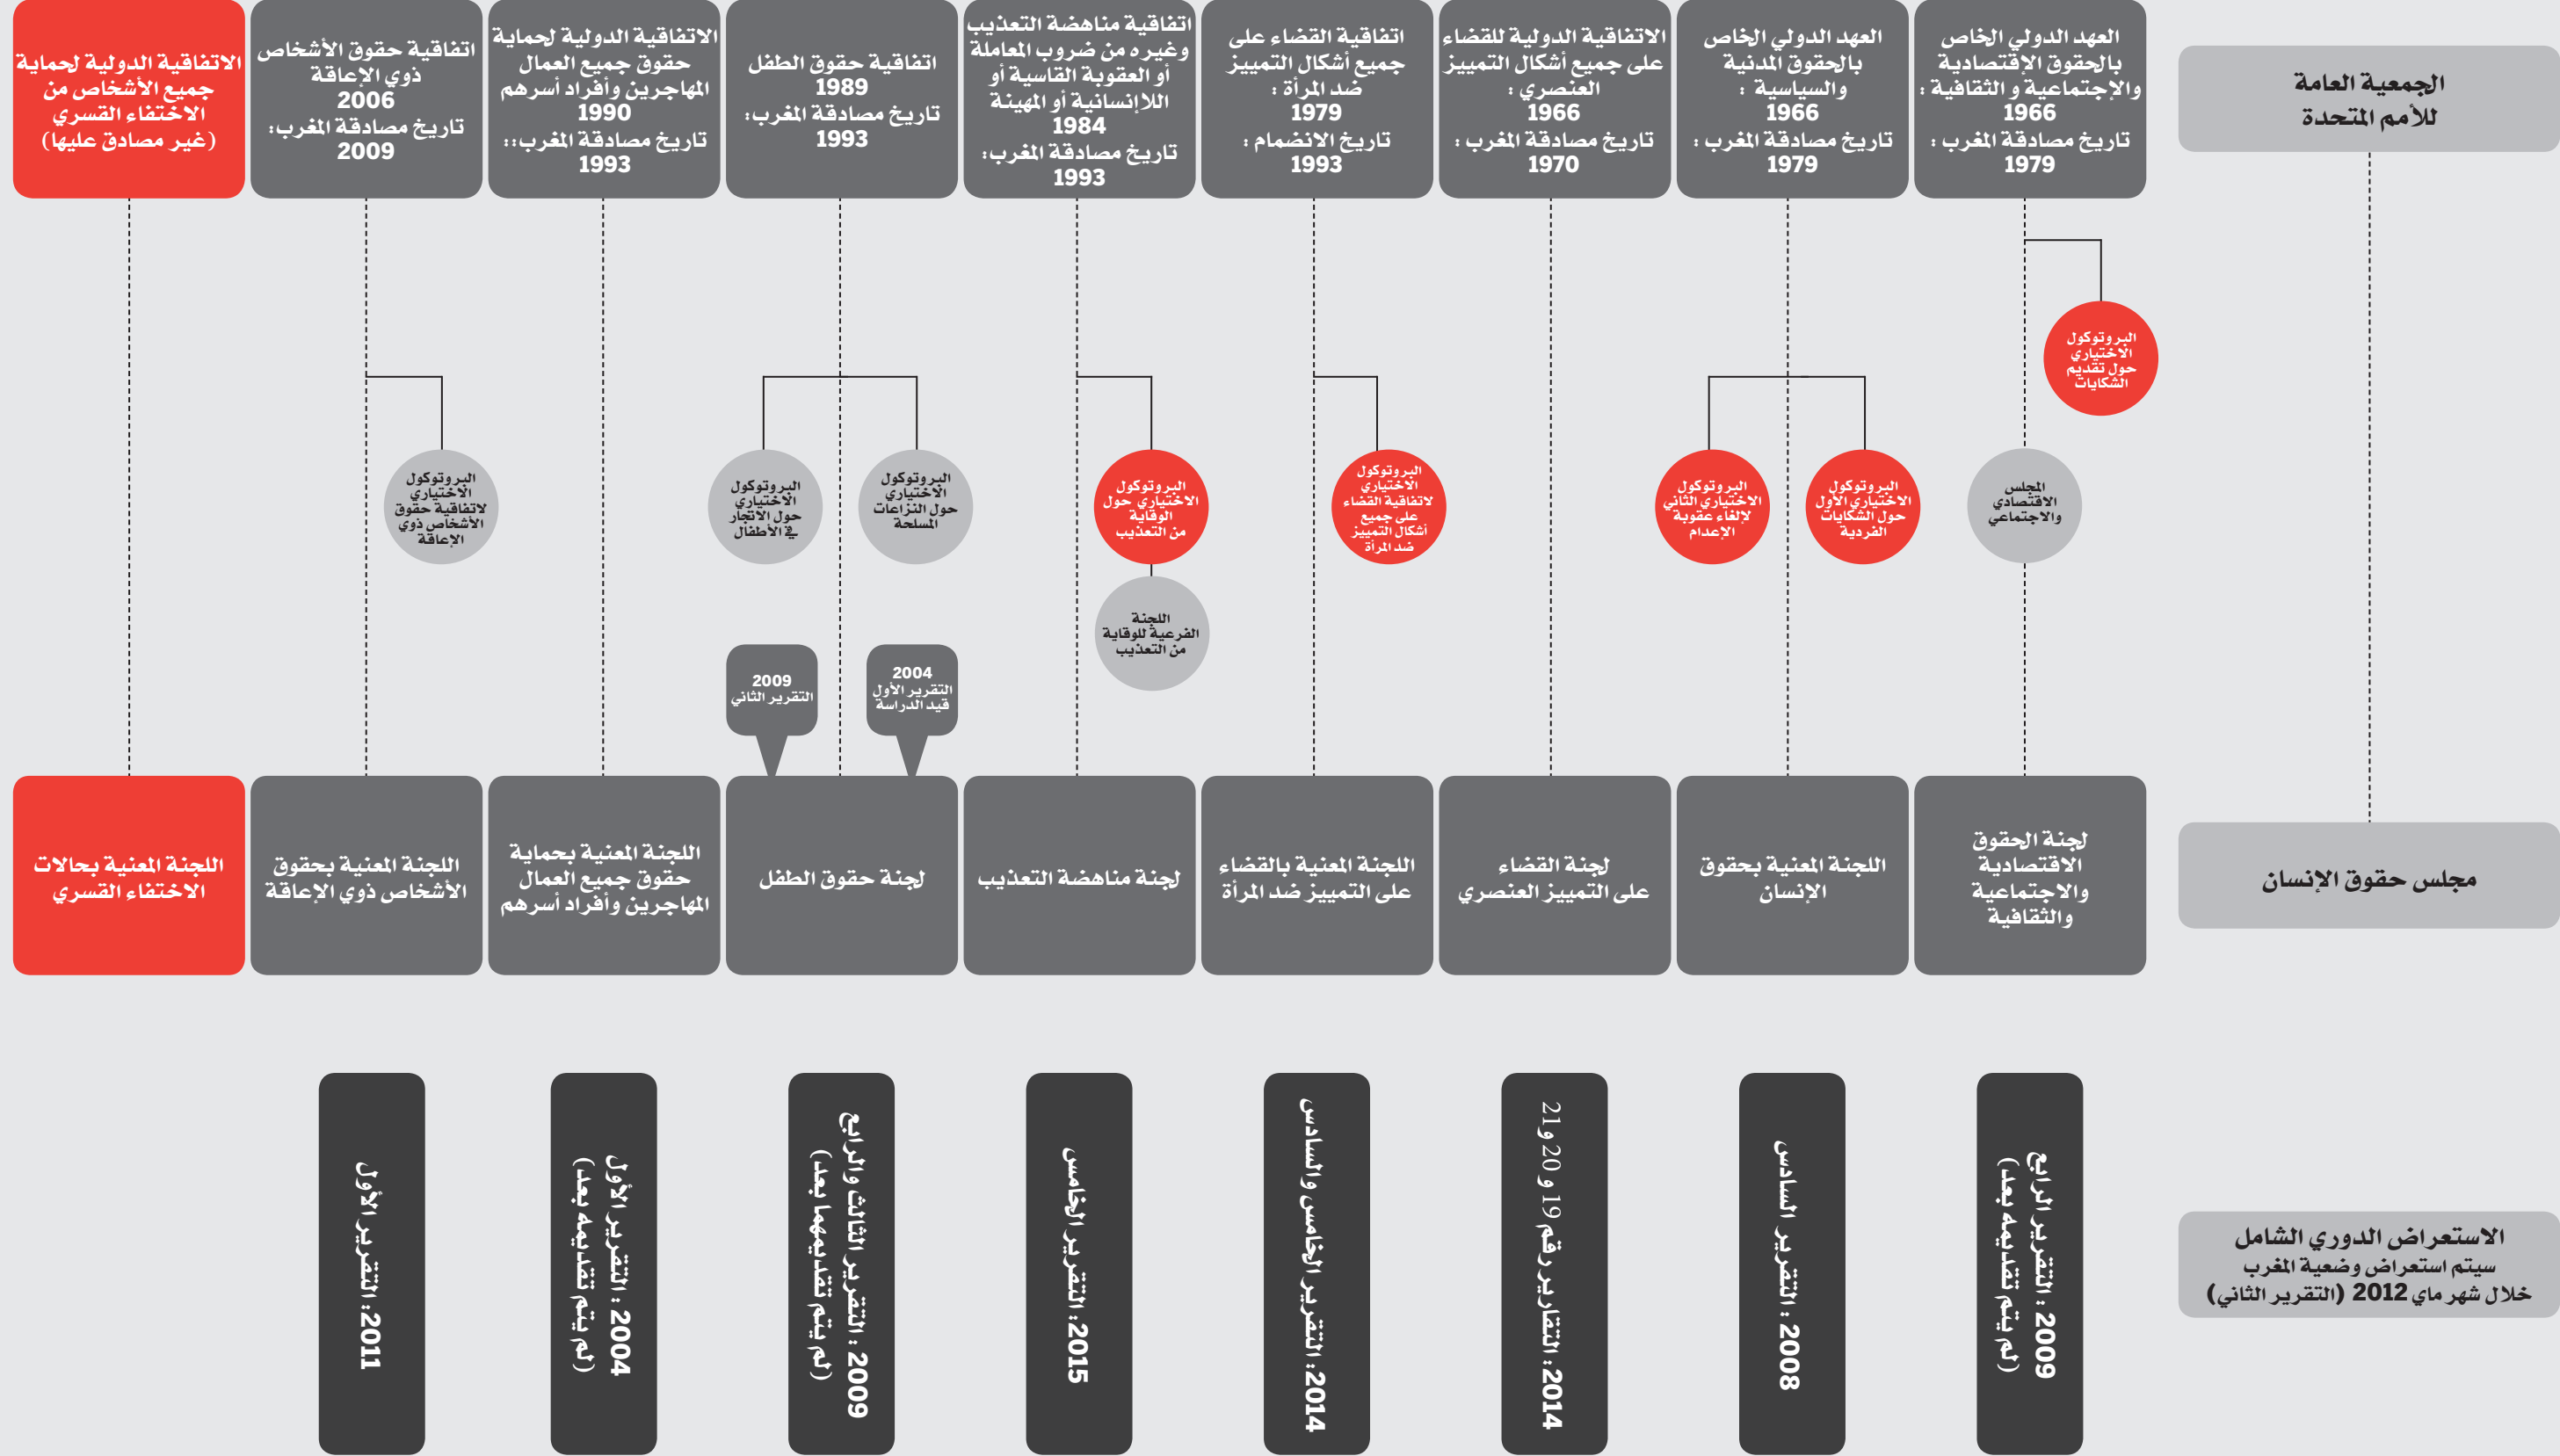 الجمعية العامة
للأمم المتحدة
العهد الدولي الخاص
بالحقوق الإقتصادية
والإجتماعية و الثقافية :
1966
تاريخ مصادقة المغرب :
1979
العهد الدولي الخاص
بالحقوق المدنية
والسياسية :
1966
تاريخ مصادقة المغرب :
1979
الاتفاقية الدولية للقضاء
على جميع أشكال التمييز
العنصري :
1966
تاريخ مصادقة المغرب :
1970
اتفاقية القضاء على
جميع أشكال التمييز
ضد المرأة :
1979
تاريخ الانضمام :
1993
اتفاقية مناهضة التعذيب
وغيره من ضروب المعاملة
أو العقوبة القاسية أو
اللاإنسانية أو المهينة
1984
تاريخ مصادقة المغرب:
1993
اتفاقية حقوق الطفل
1989
تاريخ مصادقة المغرب:
1993
الاتفاقية الدولية لحماية
حقوق جميع العمال
المهاجرين وأفراد أسرهم
1990
تاريخ مصادقة المغرب::
1993
اتفاقية حقوق الأشخاص
ذوي الإعاقة
2006
تاريخ مصادقة المغرب:
2009
الاتفاقية الدولية لحماية
جميع الأشخاص من
الاختفاء القسري
(غير مصادق عليها)
البروتوكول
الاختياري
حول تقديم
الشكايات
المجلس
الاقتصادي
والاجتماعي
البروتوكول
الاختياري الأول
حول الشكايات
الفردية
البروتوكول
الاختياري الثاني
لإلغاء عقوبة
الإعدام
البروتوكول
الاختياري
لاتفاقية القضاء
على جميع
أشكال التمييز
ضد المرأة
البروتوكول
الاختياري حول
الوقاية
من التعذيب
اللجنة
الفرعية للوقاية
من التعذيب
البروتوكول
الاختياري
حول النزاعات
المسلحة
البروتوكول
الاختياري
حول الاتجار
في الأطفال
البروتوكول
الاختياري
لاتفاقية حقوق
الأشخاص ذوي
الإعاقة
2004
التقرير الأول
قيد الدراسة
2009
التقرير الثاني
مجلس حقوق الإنسان
لجنة الحقوق
الاقتصادية
والاجتماعية
والثقافية
اللجنة المعنية بحقوق
الإنسان
لجنة القضاء
على التمييز العنصري
اللجنة المعنية بالقضاء
على التمييز ضد المرأة
لجنة مناهضة التعذيب
لجنة حقوق الطفل
اللجنة المعنية بحماية
حقوق جميع العمال
المهاجرين وأفراد أسرهم
اللجنة المعنية بحقوق
الأشخاص ذوي الإعاقة
اللجنة المعنية بحالات
الاختفاء القسري
الاستعراض الدوري الشامل
سيتم استعراض وضعية المغرب
خلال شهر ماي 2012 (التقرير الثاني)
2009 : التقرير الرابع
(لم يتم تقديمه بعد)
2008 : التقرير السادس
2014: التقارير رقم 19 و 20 و 21
2014: التقرير الخامس والسادس
2015: التقرير الخامس
2009 : التقرير الثالث والرابع
(لم يتم تقديمهما بعد)
2004 : التقرير الأول
(لم يتم تقديمه بعد)
2011: التقرير الأول